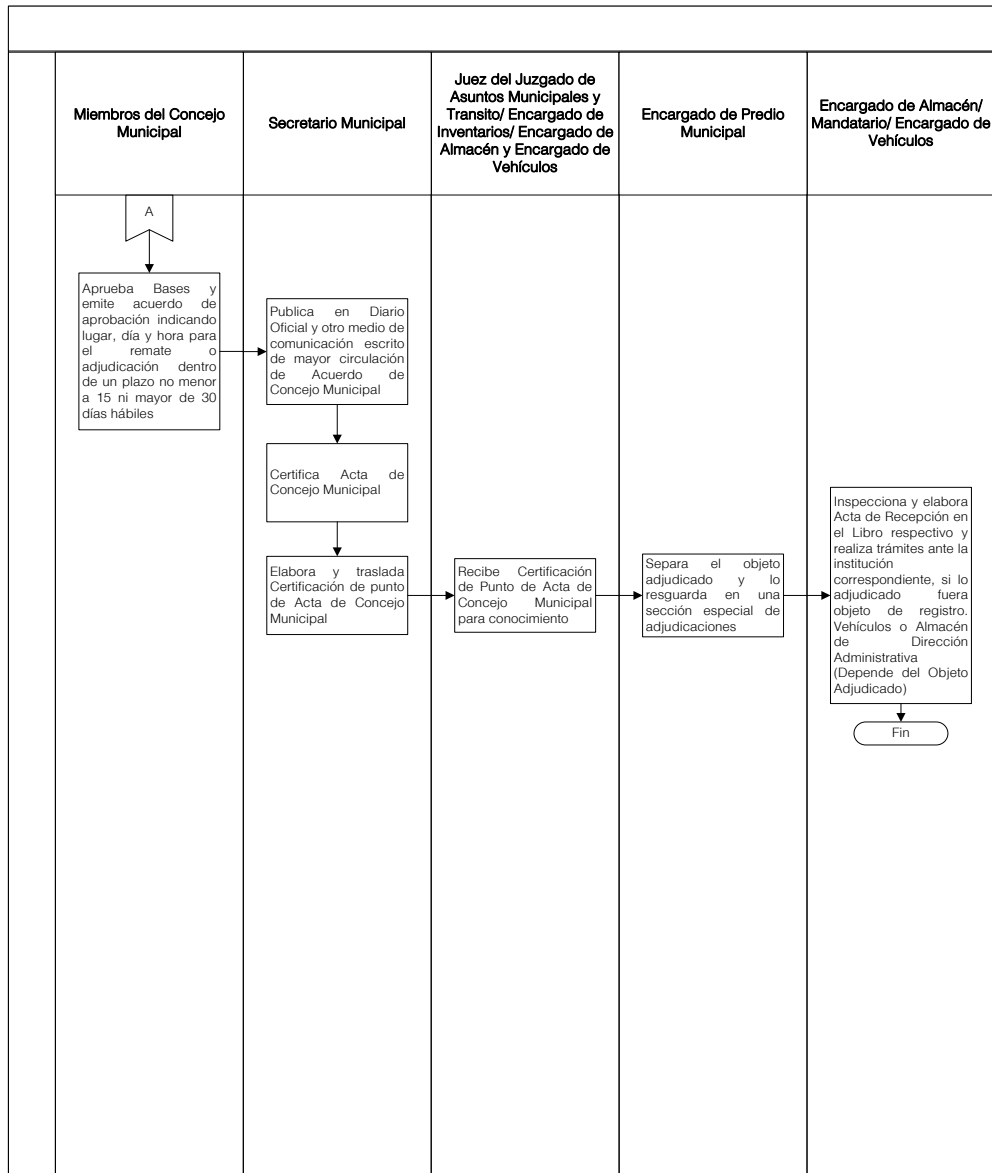 Miembros del Concejo
Municipal
Secretario Municipal
Juez del Juzgado de
Asuntos Municipales y
Transito/ Encargado de
Inventarios/ Encargado de
Almacén y Encargado de
Vehículos
Encargado de Predio
Municipal
Encargado de Almacén/
Mandatario/ Encargado de
Vehículos
A
Aprueba Bases y
emite acuerdo de
aprobación indicando
lugar, día y hora para
el remate o
adjudicación dentro
de un plazo no menor
a 15 ni mayor de 30
días hábiles
Publica en Diario
Oficial y otro medio de
comunicación escrito
de mayor circulación
de Acuerdo de
Concejo Municipal
Certifica Acta de
Concejo Municipal
Elabora y traslada
Certificación de punto
de Acta de Concejo
Municipal
Recibe Certificación
de Punto de Acta de
Concejo Municipal
para conocimiento
Separa el objeto
adjudicado y lo
resguarda en una
sección especial de
adjudicaciones
Inspecciona y elabora
Acta de Recepción en
el Libro respectivo y
realiza trámites ante la
institución
correspondiente, si lo
adjudicado fuera
objeto de registro.
Vehículos o Almacén
de Dirección
Administrativa
(Depende del Objeto
Adjudicado)
Fin